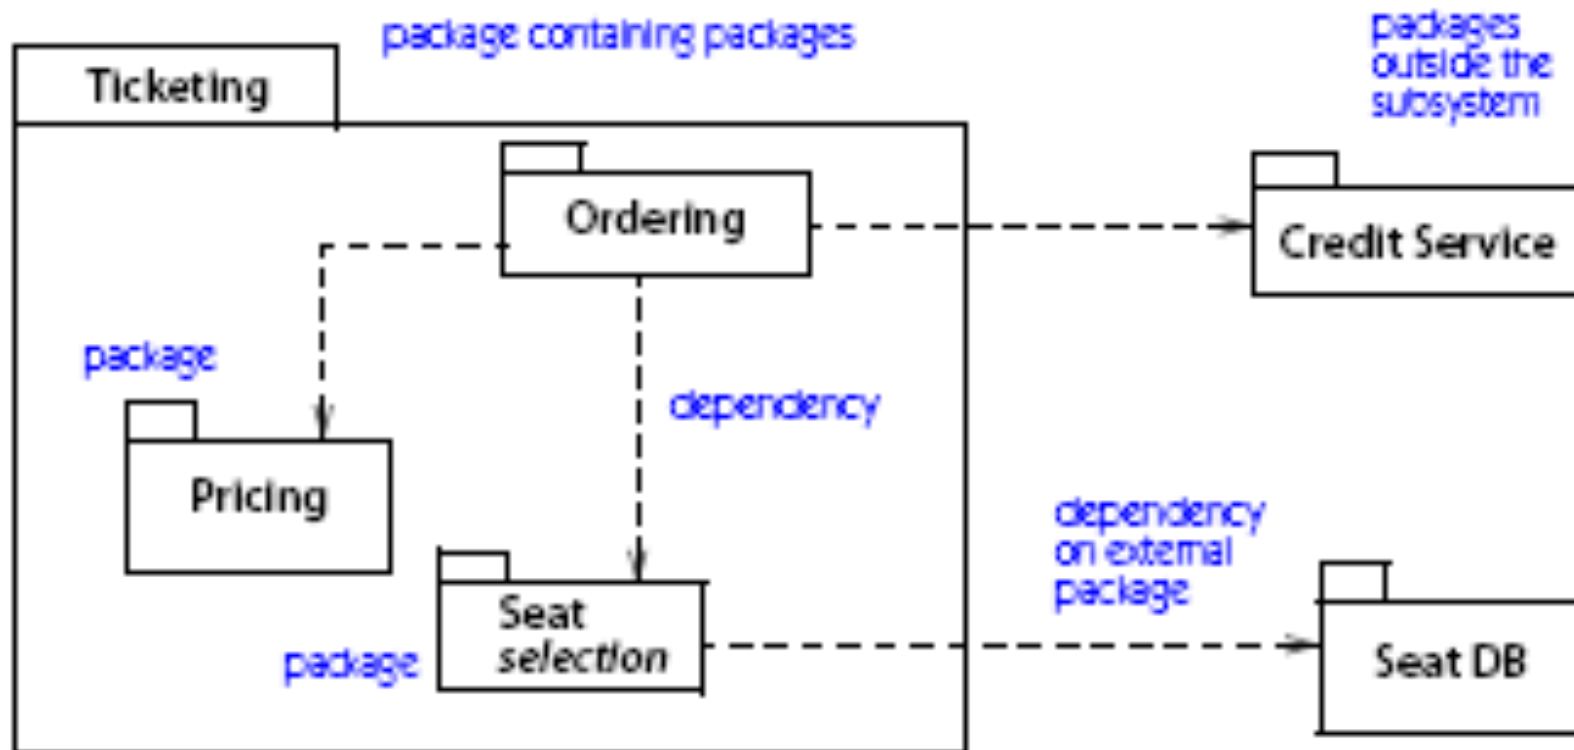 package containing packages
packages
outside the
subsystem
Ticketing
Ordering
Credit Service
package
dependency
Pricing
dependency
on external
package
Seat
selection
package
Seat DB